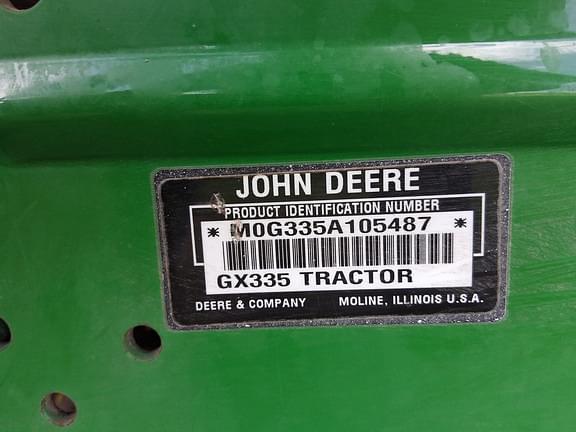 JOHN DEERE
PRODUCT IDENTIFICATION NUMBER
* M0G335A105487 *
GX335 TRACTOR
DEERE & COMPANY MOLINE, ILLINOIS U.S.A.